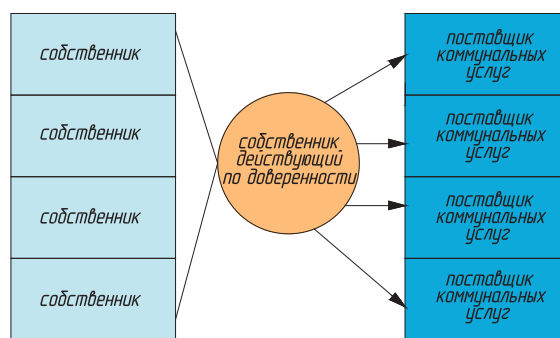 собственник
собственник
собственник
собственник
собственник
действующий
по доверенности
поставщик
коммунальных
услуг
поставщик
коммунальных
услуг
поставщик
коммунальных
услуг
поставщик
коммунальных
услуг